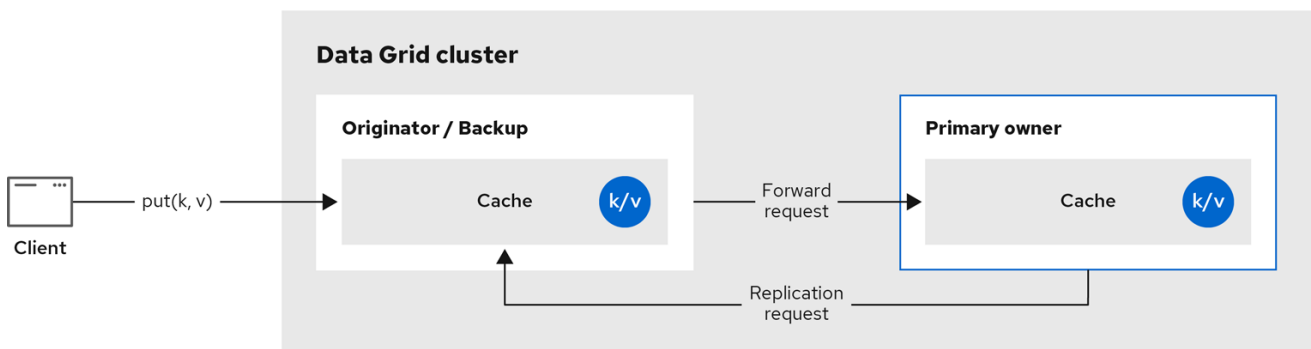 Data Grid cluster
Originator / Backup
Primary owner
Client
put(k, v)
Cache
k/v
Forward
request
Cache
k/v
Replication
request